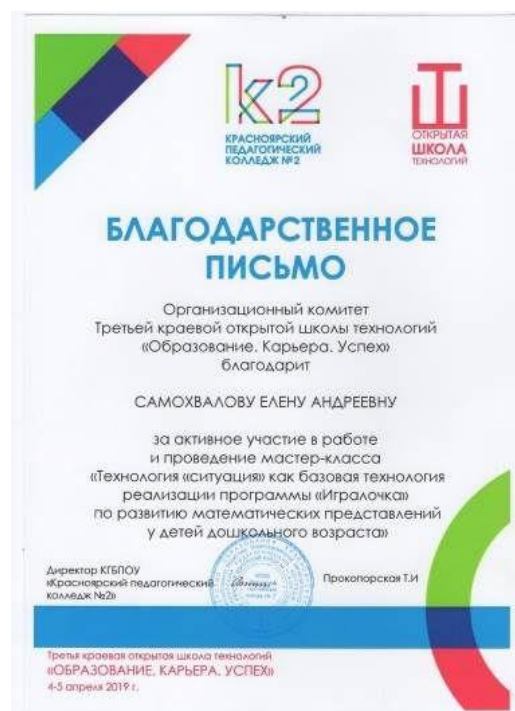 k2
КРАСНОЯРСКИЙ
ПЕДАГОГИЧЕСКИЙ
КОЛЛЕДЖ №2
ОТКРЫТАЯ
ШКОЛА
ТЕХНОЛОГИЙ
БЛАГОДАРСТВЕННОЕ
ПИСЬМО
Организационный комитет
Третьей краевой открытой школы технологий
«Образование. Карьера. Успех»
благодарит
САМОХВАЛОВУ ЕЛЕНУ АНДРЕЕВНУ
за активное участие в работе
и проведение мастер-класса
«Технология «ситуация» как базовая технология
реализации программы «Игралочка»
по развитию математических представлений
у детей дошкольного возраста»
Директор КГБПОУ
«Красноярский педагогический
колледж №2»
Прокопорская Т.И
Третья краевая открытая школа технологий
«ОБРАЗОВАНИЕ. КАРЬЕРА. УСПЕХ»
4-5 апреля 2019 г.